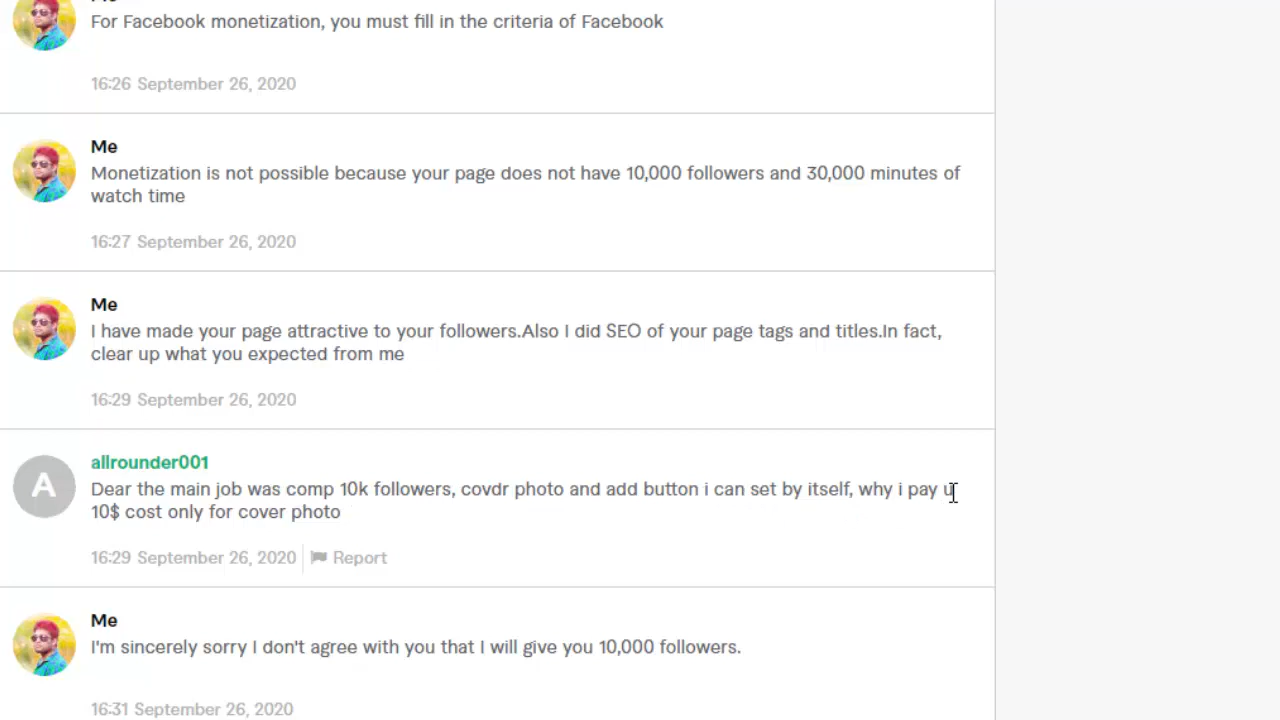 For Facebook monetization, you must fill in the criteria of Facebook
16:26 September 26, 2020
Me
Monetization is not possible because your page does not have 10,000 followers and 30,000 minutes of
watch time
16:27 September 26, 2020
Me
I have made your page attractive to your followers.Also I did SEO of your page tags and titles.In fact,
clear up what you expected from me
16:29 September 26, 2020
A
allrounder001
Dear the main job was comp 10k followers, covdr photo and add button i can set by itself, why i pay u
10$ cost only for cover photo
16:29 September 26, 2020 Report
Me
I'm sincerely sorry I don't agree with you that I will give you 10,000 followers.
16:31 September 26, 2020